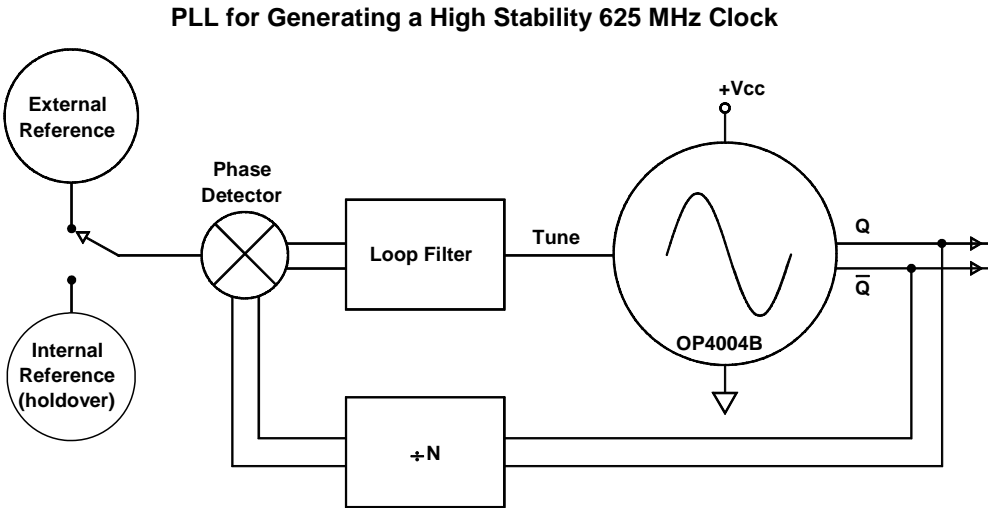 PLL for Generating a High Stability 625 MHz Clock
External
Reference
+Vcc
Phase
Detector
Q
Loop Filter
Tune
Q̅
OP4004B
Internal
Reference
(holdover)
÷N